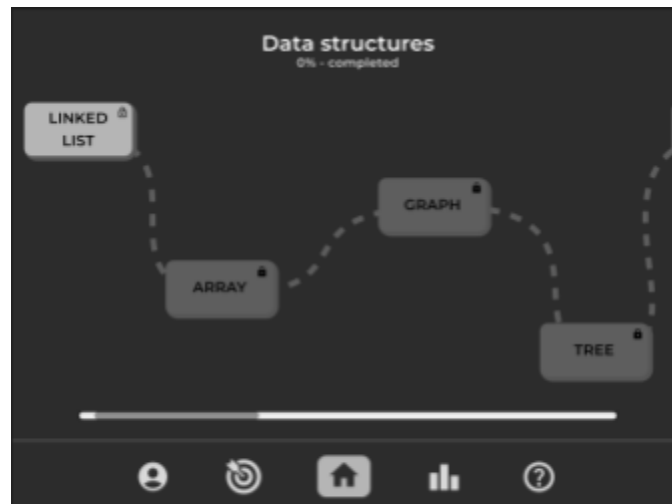 Data structures
0% - completed
LINKED
LIST
GRAPH
ARRAY
TREE